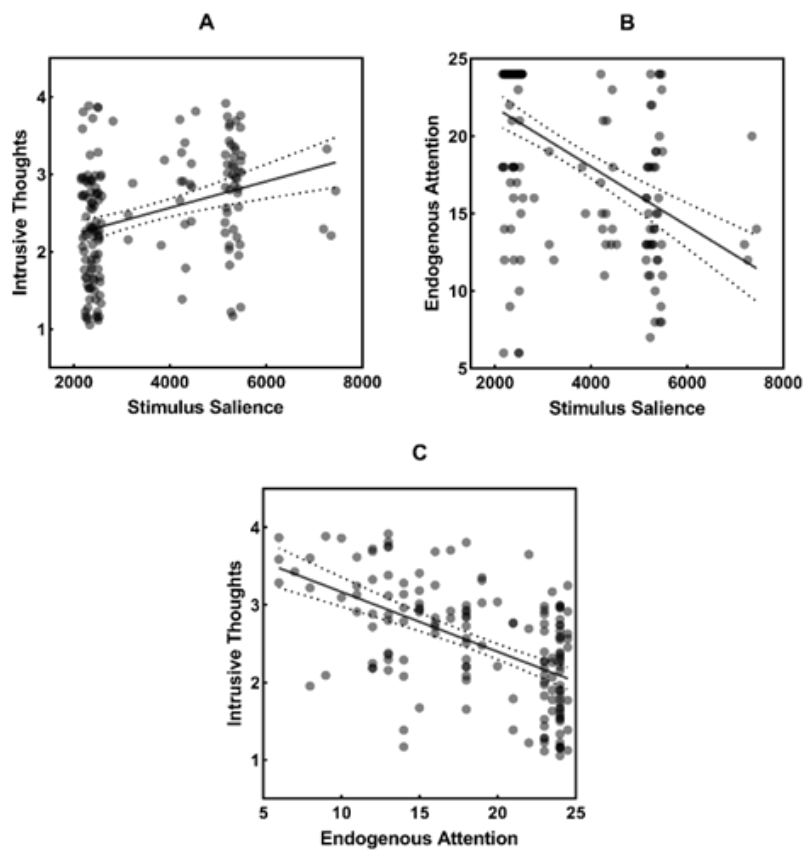 A
Intrusive Thoughts
4
3
2
1
2000 4000 6000 8000
Stimulus Salience
B
Endogenous Attention
25
20
15
10
5
2000 4000 6000 8000
Stimulus Salience
C
Intrusive Thoughts
4
3
2
1
5 10 15 20 25
Endogenous Attention